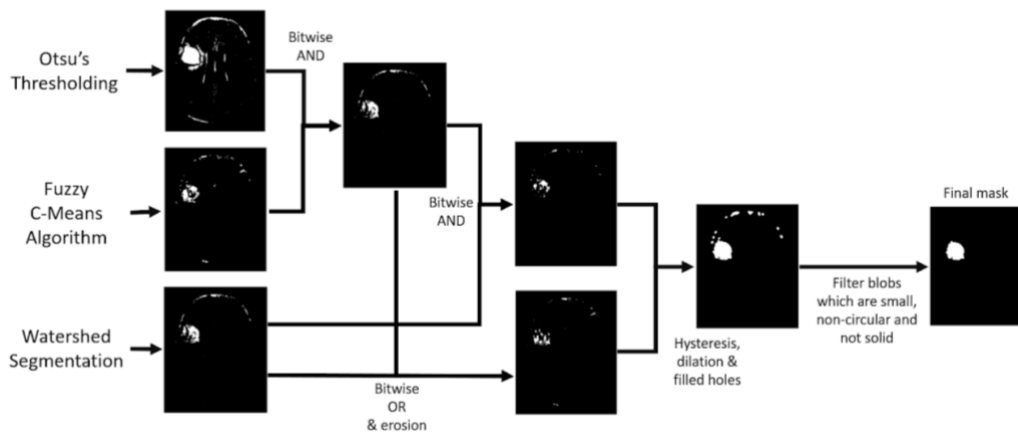 Otsu's
Thresholding
Bitwise
AND
Fuzzy
C-Means
Algorithm
Bitwise
AND
Watershed
Segmentation
Bitwise
OR
& erosion
Hysteresis,
dilation &
filled holes
Filter blobs
which are small,
non-circular and
not solid
Final mask